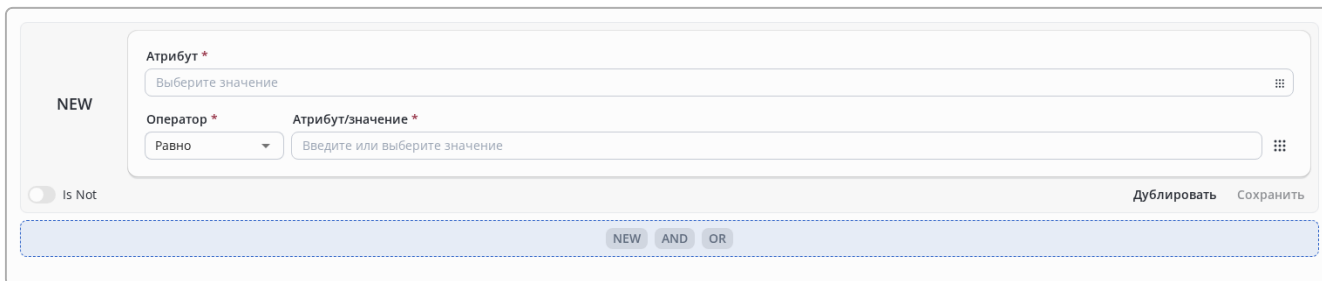 Атрибут *
Выберите значение
NEW
Оператор * Атрибут/значение *
Равно Введите или выберите значение
Is Not Дублировать Сохранить
NEW AND OR